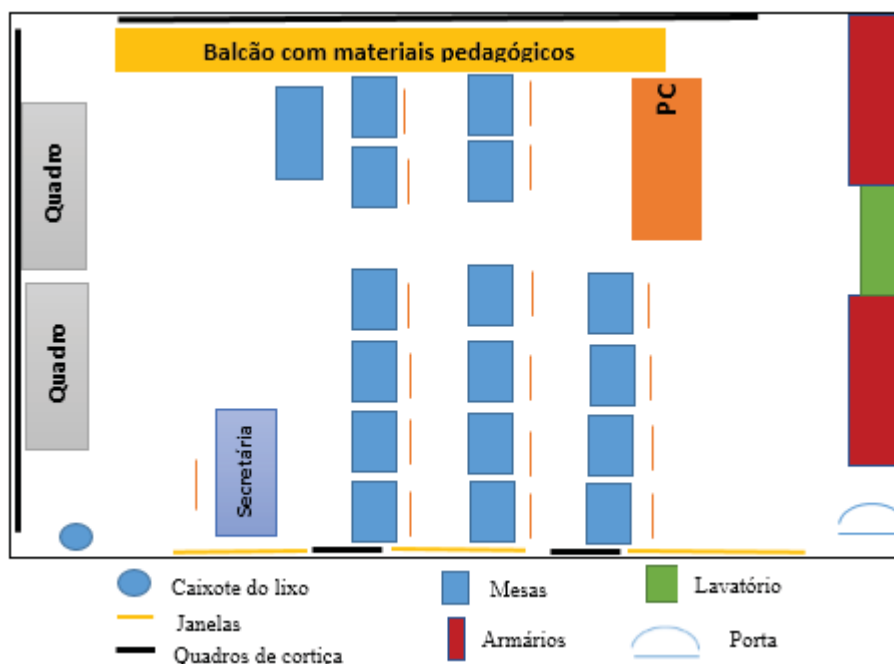 Balcão com materiais pedagógicos
PC
Quadro
Quadro
Secretária
Caixote do lixo
Mesas
Lavatório
Janelas
Armários
Porta
Quadros de cortiça